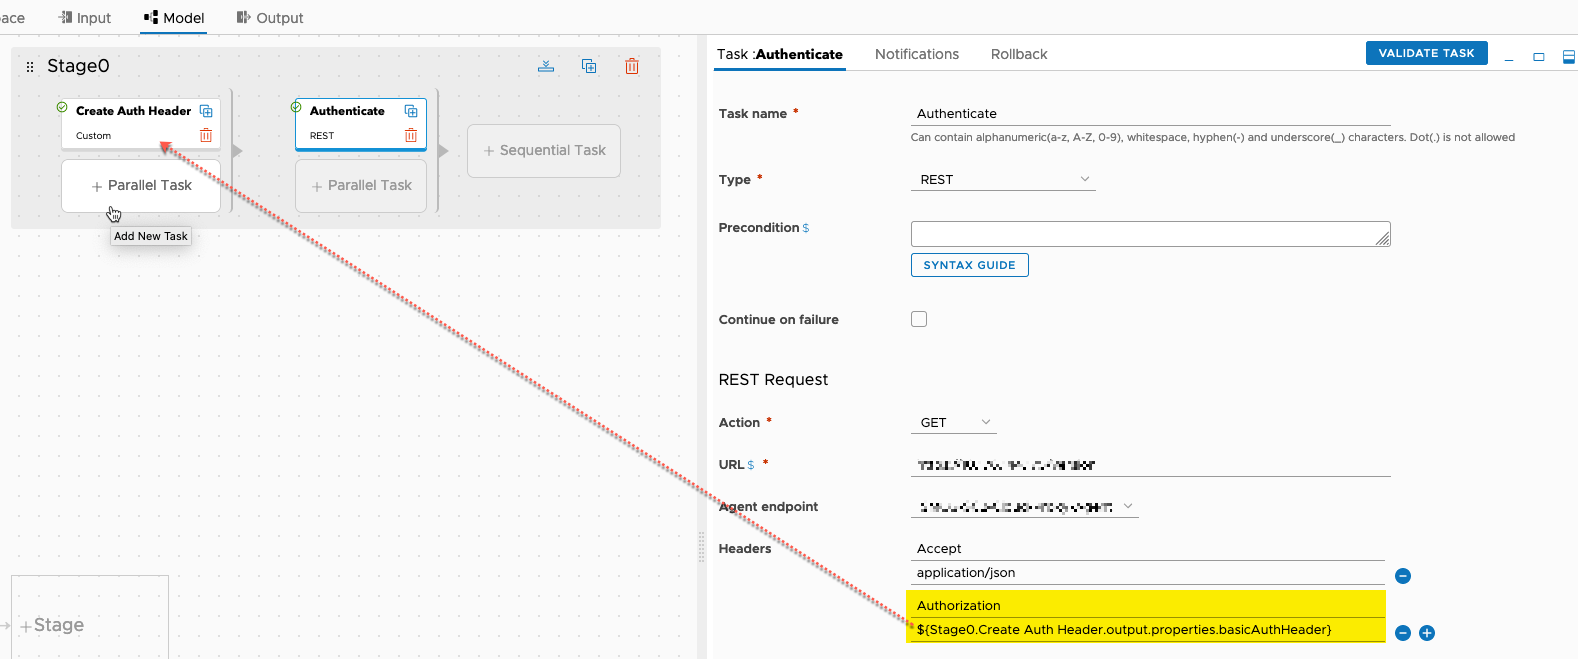 ace
Input
Model
Output
Stage0
Create Auth Header
Custom
+ Parallel Task
Add New Task
Authenticate
REST
+ Parallel Task
+ Sequential Task
+Stage
Task :Authenticate
Notifications
Rollback
VALIDATE TASK
Task name *
Authenticate
Can contain alphanumeric(a-z, A-Z, 0-9), whitespace, hyphen(-) and underscore(_) characters. Dot(.) is not allowed
Type *
REST
Precondition $
SYNTAX GUIDE
Continue on failure
REST Request
Action *
GET
URL $ *
Agent endpoint
Headers
Accept
application/json
Authorization
${Stage0.Create Auth Header.output.properties.basicAuthHeader}